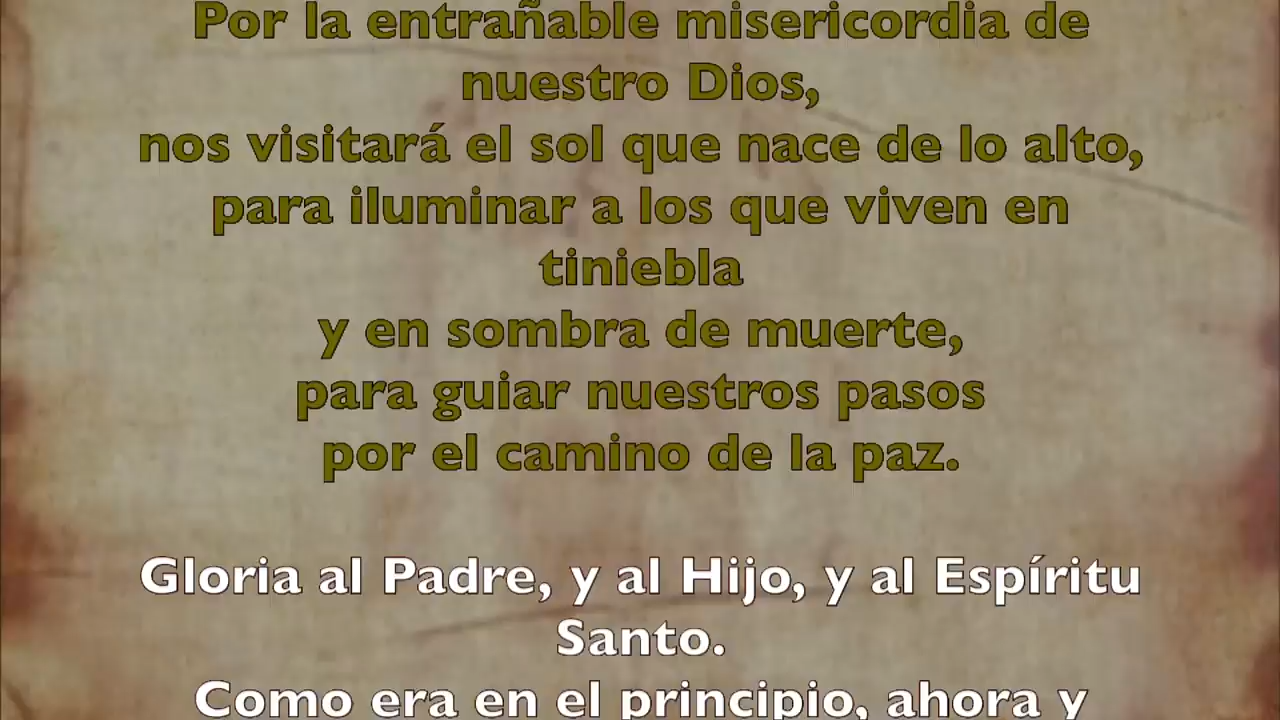 Por la entrañable misericordia de
nuestro Dios,
nos visitará el sol que nace de lo alto,
para iluminar a los que viven en
tiniebla
y en sombra de muerte,
para guiar nuestros pasos
por el camino de la paz.
Gloria al Padre, y al Hijo, y al Espíritu
Santo.
Como era en el principio, ahora y